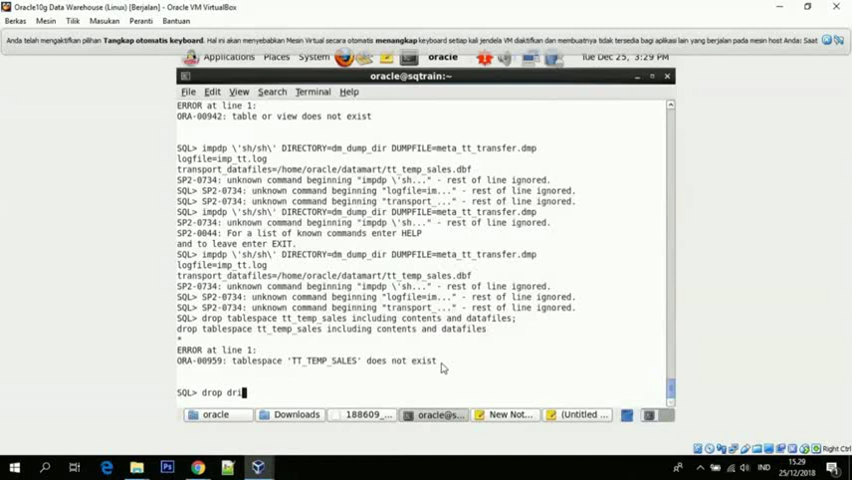 Oracle10g Data Warehouse (Linux) [Berjalan] - Oracle VM VirtualBox
Berkas Mesin Tilik Masukan Peranti Bantuan
Anda telah mengaktifkan pilihan Tangkap otomatis keyboard. Hal ini akan menyebabkan Mesin Virtual secara otomatis menangkap keyboard setiap kali jendela VM diaktifkan dan membuatnya tidak tersedia bagi aplikasi lain yang berjalan pada mesin host Anda: Saat
Applications Places System oracle Tue Dec 25, 3:29 PM
oracle@sqtrain:~
File Edit View Search Terminal Help
ERROR at line 1:
ORA-00942: table or view does not exist
SQL> impdp \'sh/sh\' DIRECTORY=dm_dump_dir DUMPFILE=meta_tt_transfer.dmp
logfile=imp_tt.log
transport_datafiles=/home/oracle/datamart/tt_temp_sales.dbf
SP2-0734: unknown command beginning "impdp \'sh..." - rest of line ignored.
SQL> SP2-0734: unknown command beginning "logfile=im..." - rest of line ignored.
SQL> SP2-0734: unknown command beginning "transport_..." - rest of line ignored.
SQL> impdp \'sh/sh\' DIRECTORY=dm_dump_dir DUMPFILE=meta_tt_transfer.dmp
SP2-0734: unknown command beginning "impdp \'sh..." - rest of line ignored.
SQL> SP2-0044: For a list of known commands enter HELP
and to leave enter EXIT.
SQL> impdp \'sh/sh\' DIRECTORY=dm_dump_dir DUMPFILE=meta_tt_transfer.dmp
logfile=imp_tt.log
transport_datafiles=/home/oracle/datamart/tt_temp_sales.dbf
SP2-0734: unknown command beginning "impdp \'sh..." - rest of line ignored.
SQL> SP2-0734: unknown command beginning "logfile=im..." - rest of line ignored.
SQL> SP2-0734: unknown command beginning "transport_..." - rest of line ignored.
SQL> drop tablespace tt_temp_sales including contents and datafiles;
drop tablespace tt_temp_sales including contents and datafiles
*
ERROR at line 1:
ORA-00959: tablespace 'TT_TEMP_SALES' does not exist
SQL> drop dri
oracle Downloads 188609_... oracle@s... New Not... (Untitled ...
Right Ctrl
IND 15.29
25/12/2018